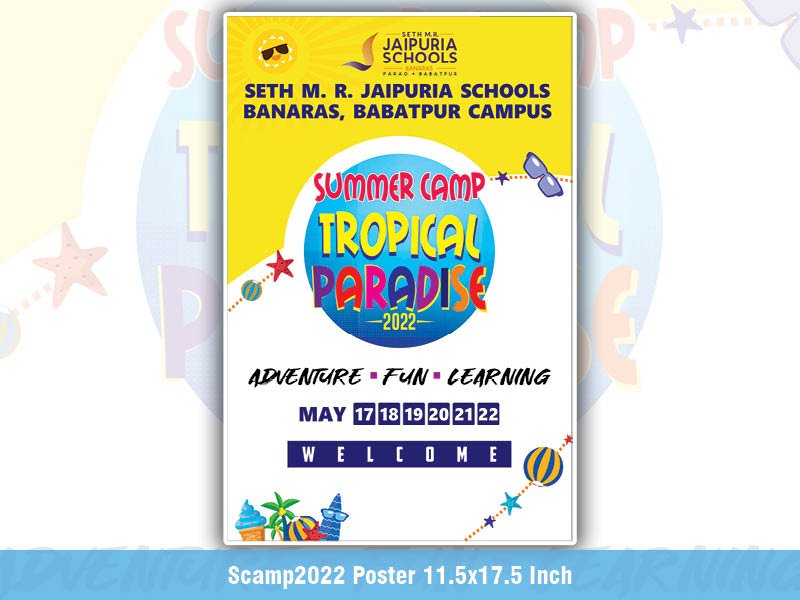 SETH M.R.
JAIPURIA
SCHOOLS
BANARAS
PARAO • BABATPUR
SETH M. R. JAIPURIA SCHOOLS
BANARAS, BABATPUR CAMPUS
SUMMER CAMP
TROPICAL
PARADISE
2022
ADVENTURE ▪ FUN ▪ LEARNING
MAY 17 18 19 20 21 22
WELCOME
Scamp2022 Poster 11.5x17.5 Inch